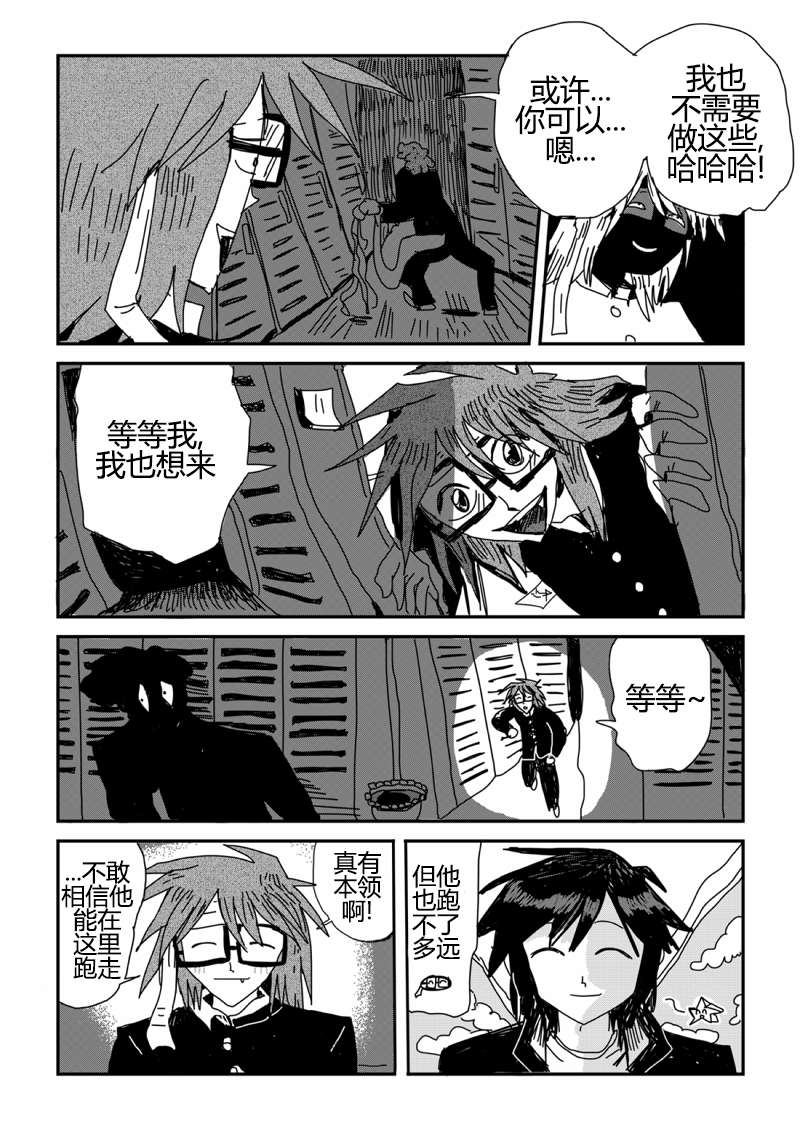 或许...
你可以...
嗯...
我也
不需要
做这些,
哈哈哈!
等等我,
我也想来
等等~
...不敢
相信他
能在
这里
跑走
真有
本领
啊!
但他
也跑
不了
多远